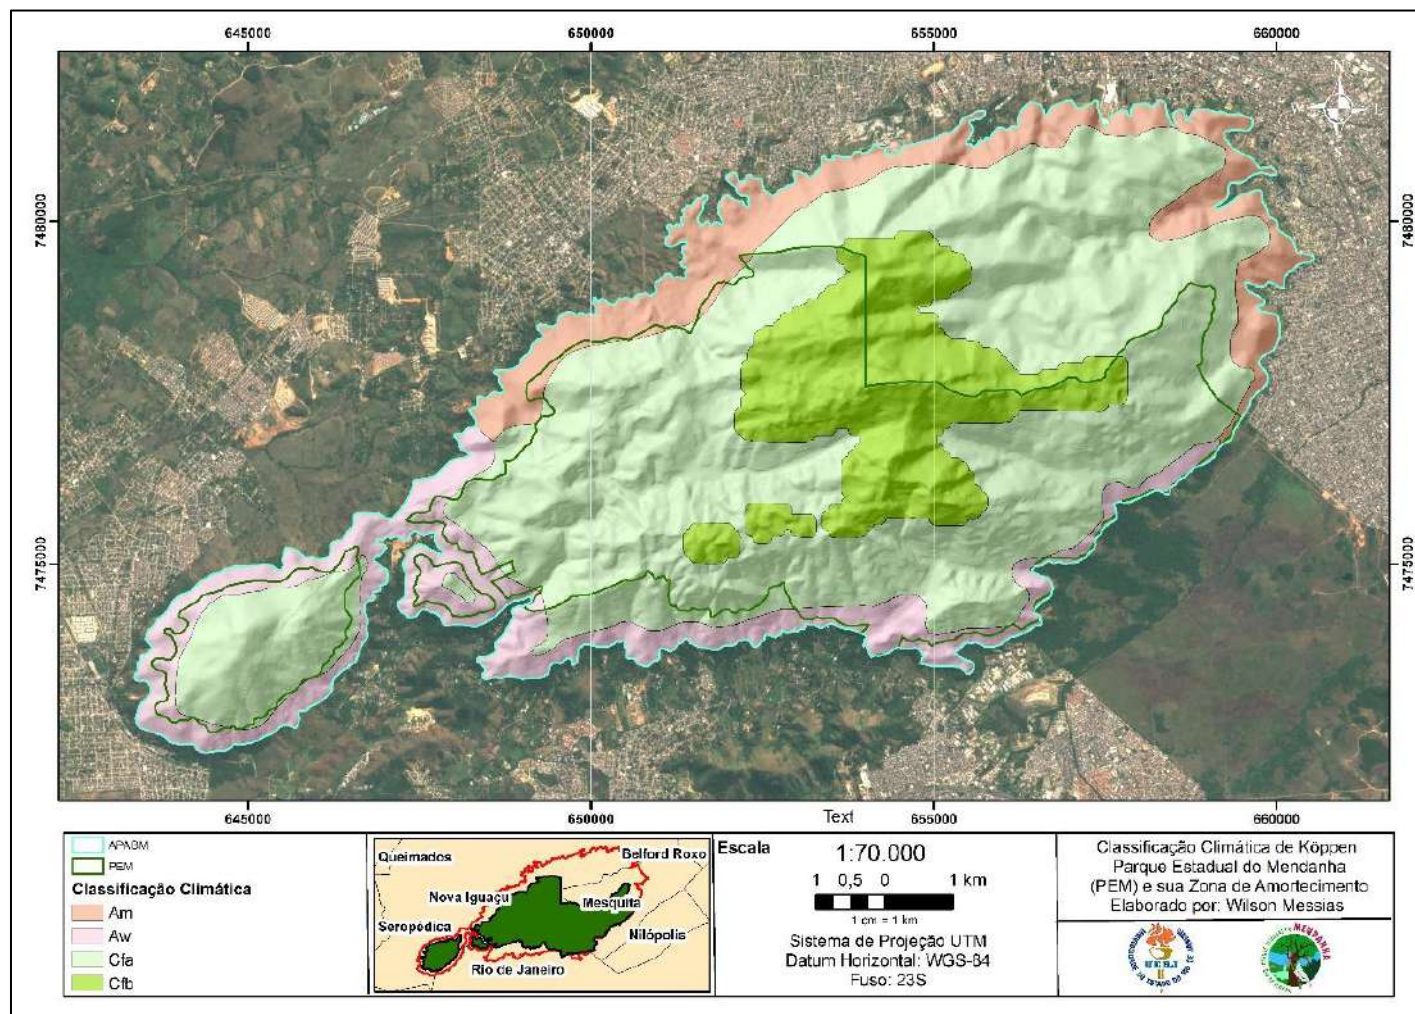 645000 650000 655000 660000
7480000 7480000
7475000 7475000
645000 650000 Text 655000 660000
APABM
PEM
Classificação Climática
Am
Aw
Cfa
Cfb
Queimados
Belford Roxo
Nova Iguaçu
Mesquita
Seropédica
Nilópolis
Rio de Janeiro
Escala
1:70.000
1 0,5 0 1 km
1 cm = 1 km
Sistema de Projeção UTM
Datum Horizontal: WGS-84
Fuso: 23S
Classificação Climática de Köppen
Parque Estadual do Mendanha
(PEM) e sua Zona de Amortecimento
Elaborado por: Wilson Messias
UERJ
MENDANHA